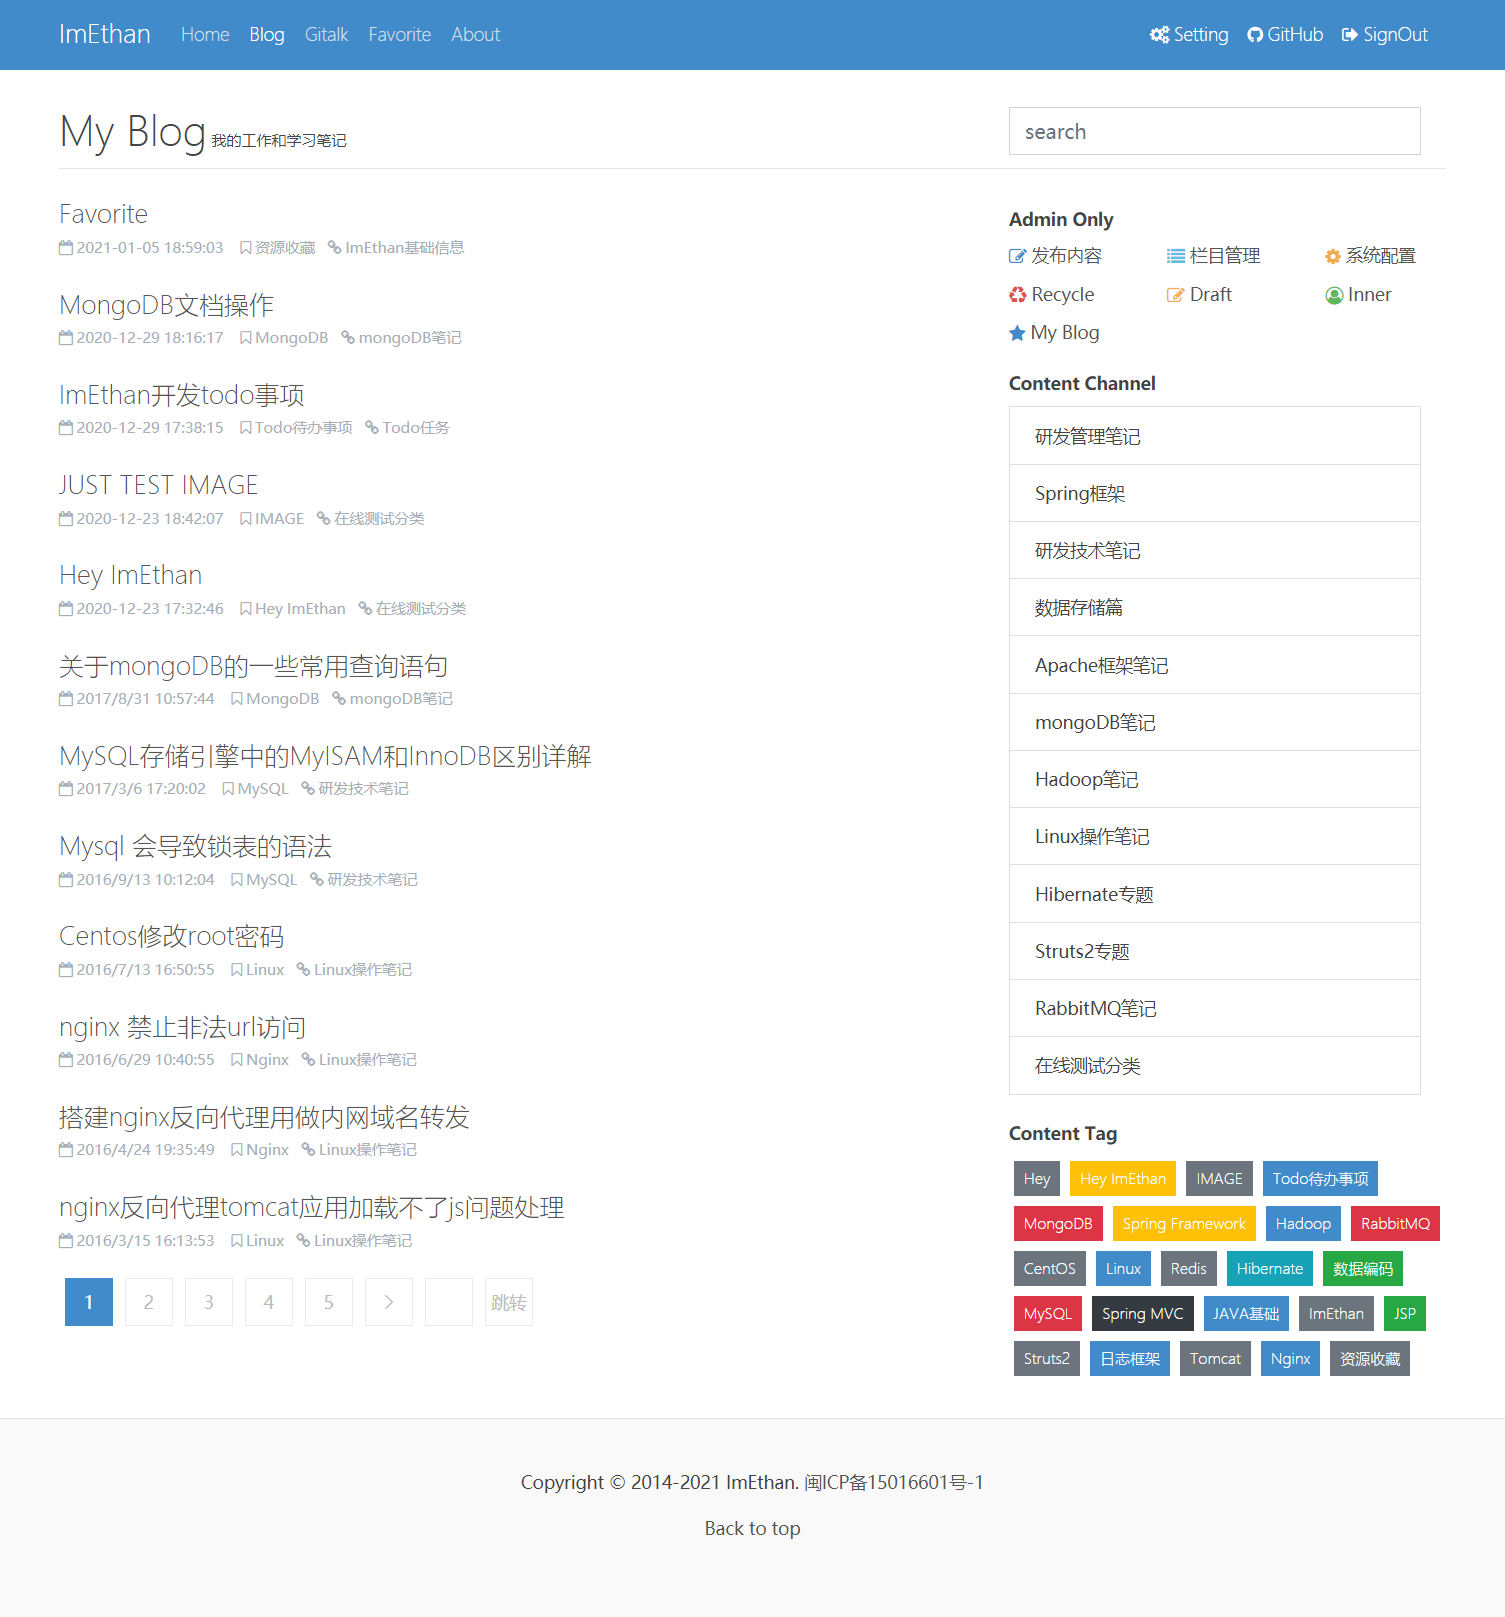 ImEthan Home Blog Gitalk Favorite About Setting GitHub SignOut
My Blog 我的工作和学习笔记
search
Favorite
2021-01-05 18:59:03 资源收藏 ImEthan基础信息
MongoDB文档操作
2020-12-29 18:16:17 MongoDB mongoDB笔记
ImEthan开发todo事项
2020-12-29 17:38:15 Todo待办事项 Todo任务
JUST TEST IMAGE
2020-12-23 18:42:07 IMAGE 在线测试分类
Hey ImEthan
2020-12-23 17:32:46 Hey ImEthan 在线测试分类
关于mongoDB的一些常用查询语句
2017/8/31 10:57:44 MongoDB mongoDB笔记
MySQL存储引擎中的MyISAM和InnoDB区别详解
2017/3/6 17:20:02 MySQL 研发技术笔记
Mysql 会导致锁表的语法
2016/9/13 10:12:04 MySQL 研发技术笔记
Centos修改root密码
2016/7/13 16:50:55 Linux Linux操作笔记
nginx 禁止非法url访问
2016/6/29 10:40:55 Nginx Linux操作笔记
搭建nginx反向代理用做内网域名转发
2016/4/24 19:35:49 Nginx Linux操作笔记
nginx反向代理tomcat应用加载不了js问题处理
2016/3/15 16:13:53 Linux Linux操作笔记
1 2 3 4 5 > 跳转
Admin Only
发布内容 栏目管理 系统配置
Recycle Draft Inner
My Blog
Content Channel
研发管理笔记
Spring框架
研发技术笔记
数据存储篇
Apache框架笔记
mongoDB笔记
Hadoop笔记
Linux操作笔记
Hibernate专题
Struts2专题
RabbitMQ笔记
在线测试分类
Content Tag
Hey Hey ImEthan IMAGE Todo待办事项
MongoDB Spring Framework Hadoop RabbitMQ
CentOS Linux Redis Hibernate 数据编码
MySQL Spring MVC JAVA基础 ImEthan JSP
Struts2 日志框架 Tomcat Nginx 资源收藏
Copyright © 2014-2021 ImEthan. 闽ICP备15016601号-1
Back to top